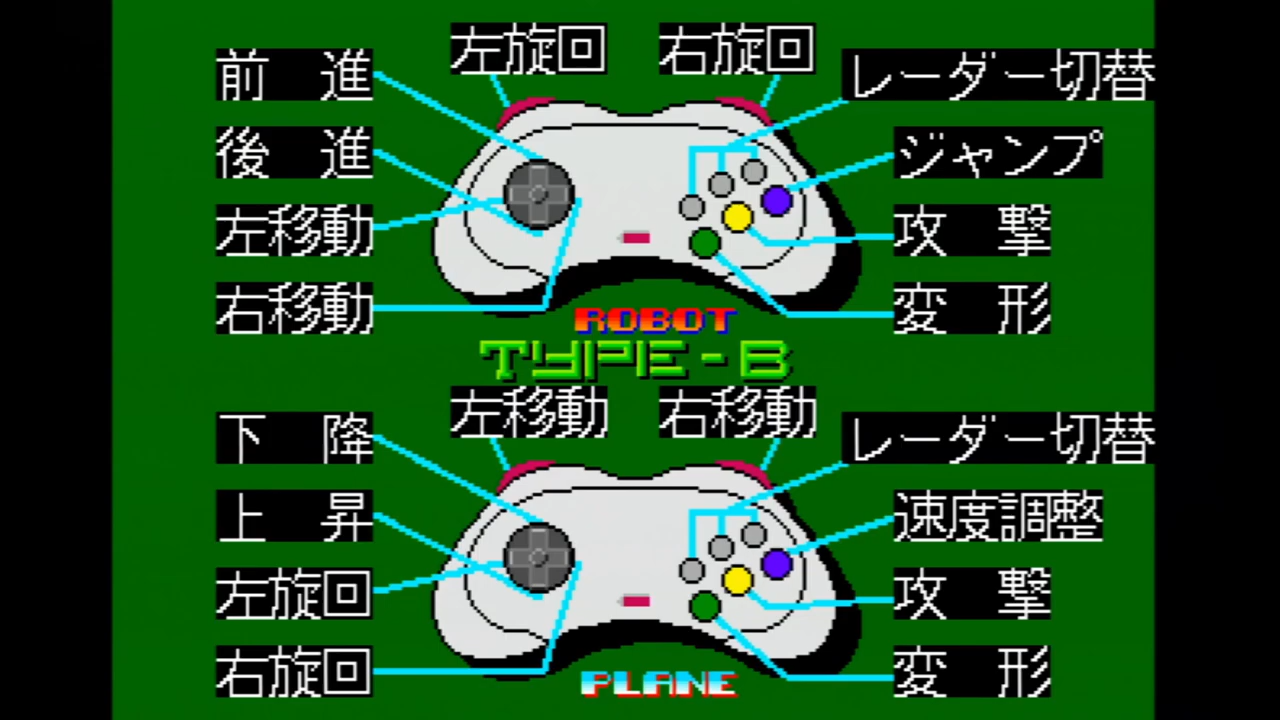 左旋回 右旋回
前 進 レーダー切替
後 進 ジャンプ
左移動 攻 撃
右移動 変 形
ROBOT
TYPE-B
左移動 右移動
下 降 レーダー切替
上 昇 速度調整
左旋回 攻 撃
右旋回 変 形
PLANE